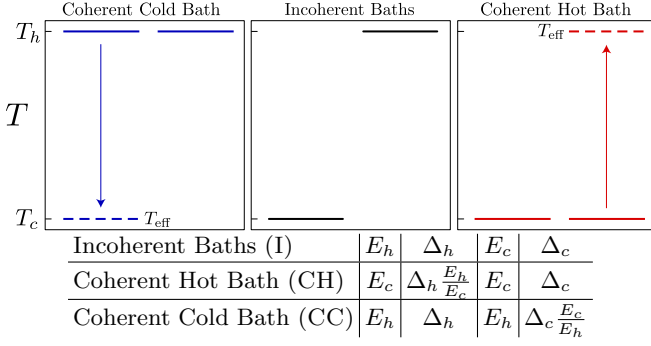 Coherent Cold Bath Incoherent Baths Coherent Hot Bath
T_h T_eff
T
T_c T_eff
Incoherent Baths (I) E_h Δ_h E_c Δ_c
Coherent Hot Bath (CH) E_c Δ_h E_h/E_c E_c Δ_c
Coherent Cold Bath (CC) E_h Δ_h E_h Δ_c E_c/E_h